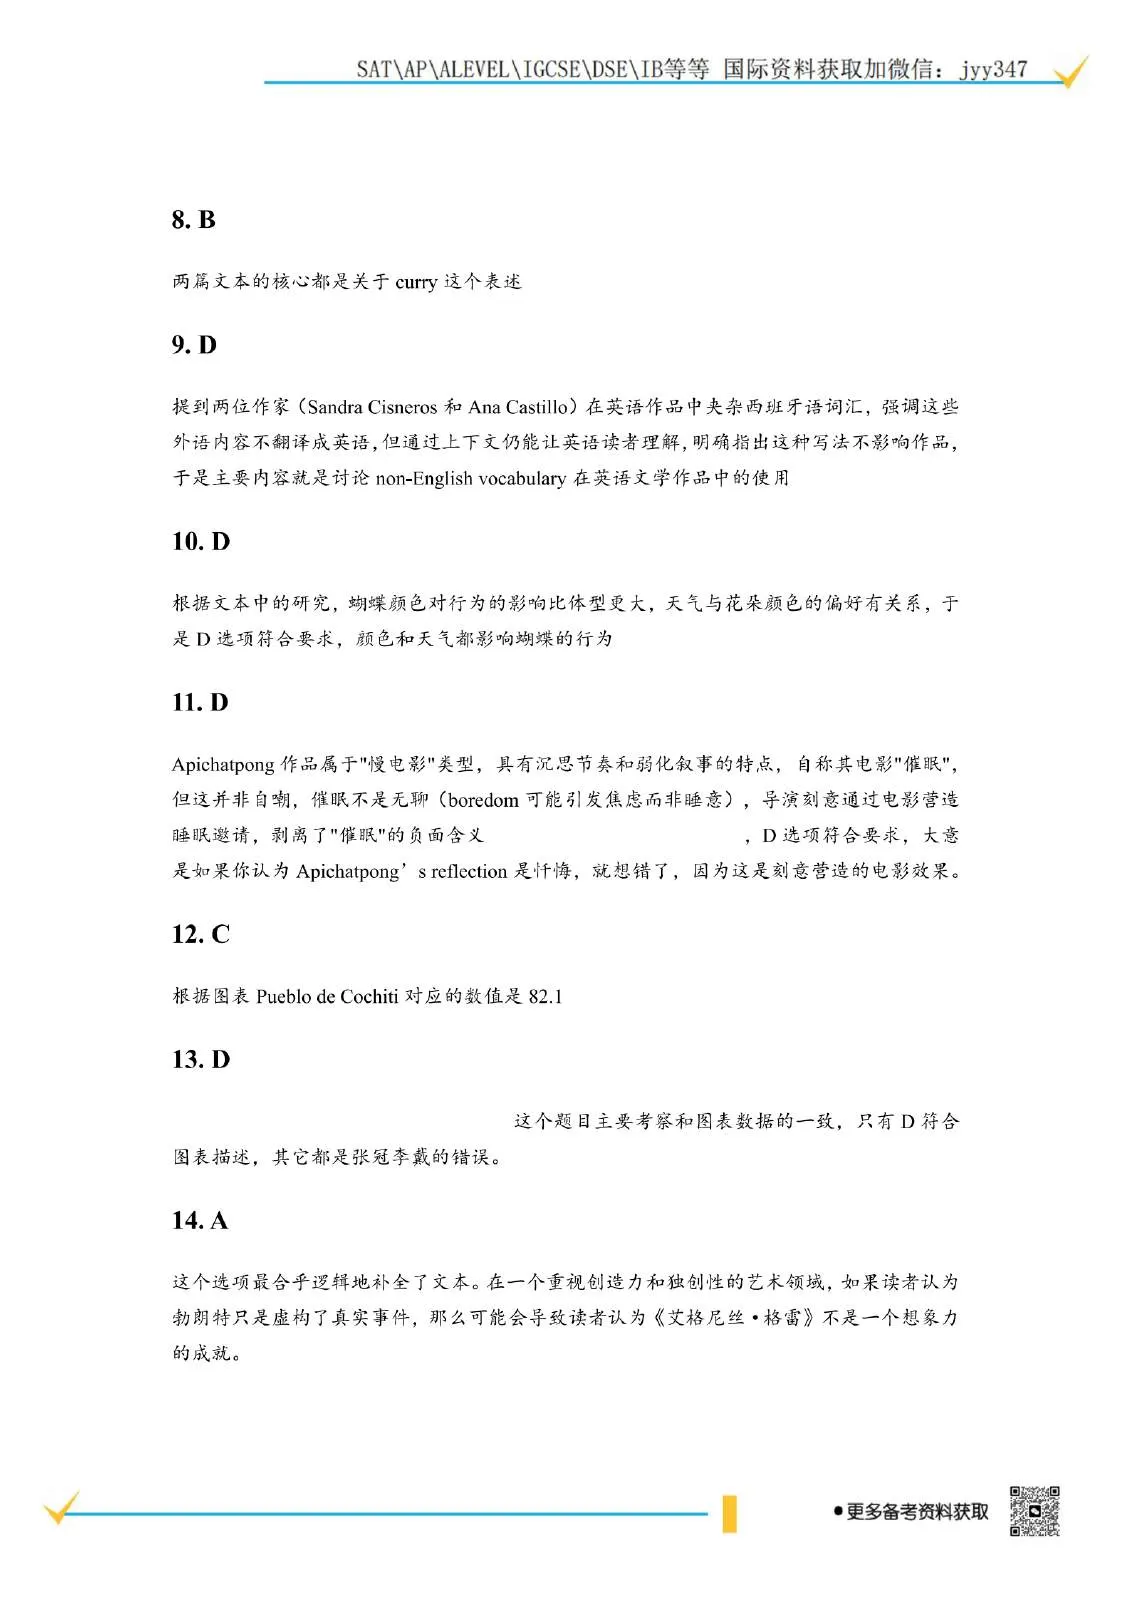 SAT\AP\ALEVEL\IGCSE\DSE\IB等等 国际资料获取加微信：jyy347
8. B
两篇文本的核心都是关于 curry 这个表述
9. D
提到两位作家（Sandra Cisneros 和 Ana Castillo）在英语作品中夹杂西班牙语词汇，强调这些
外语内容不翻译成英语，但通过上下文仍能让英语读者理解，明确指出这种写法不影响作品，
于是主要内容就是讨论 non-English vocabulary 在英语文学作品中的使用
10. D
根据文本中的研究，蝴蝶颜色对行为的影响比体型更大，天气与花朵颜色的偏好有关系，于
是 D 选项符合要求，颜色和天气都影响蝴蝶的行为
11. D
Apichatpong 作品属于"慢电影"类型，具有沉思节奏和弱化叙事的特点，自称其电影"催眠"，
但这并非自嘲，催眠不是无聊（boredom 可能引发焦虑而非睡意），导演刻意通过电影营造
睡眠邀请，剥离了"催眠"的负面含义 ，D 选项符合要求，大意
是如果你认为 Apichatpong’s reflection 是忏悔，就想错了，因为这是刻意营造的电影效果。
12. C
根据图表 Pueblo de Cochiti 对应的数值是 82.1
13. D
这个题目主要考察和图表数据的一致，只有 D 符合
图表描述，其它都是张冠李戴的错误。
14. A
这个选项最合乎逻辑地补全了文本。在一个重视创造力和独创性的艺术领域，如果读者认为
勃朗特只是虚构了真实事件，那么可能会导致读者认为《艾格尼丝·格雷》不是一个想象力
的成就。
•更多备考资料获取